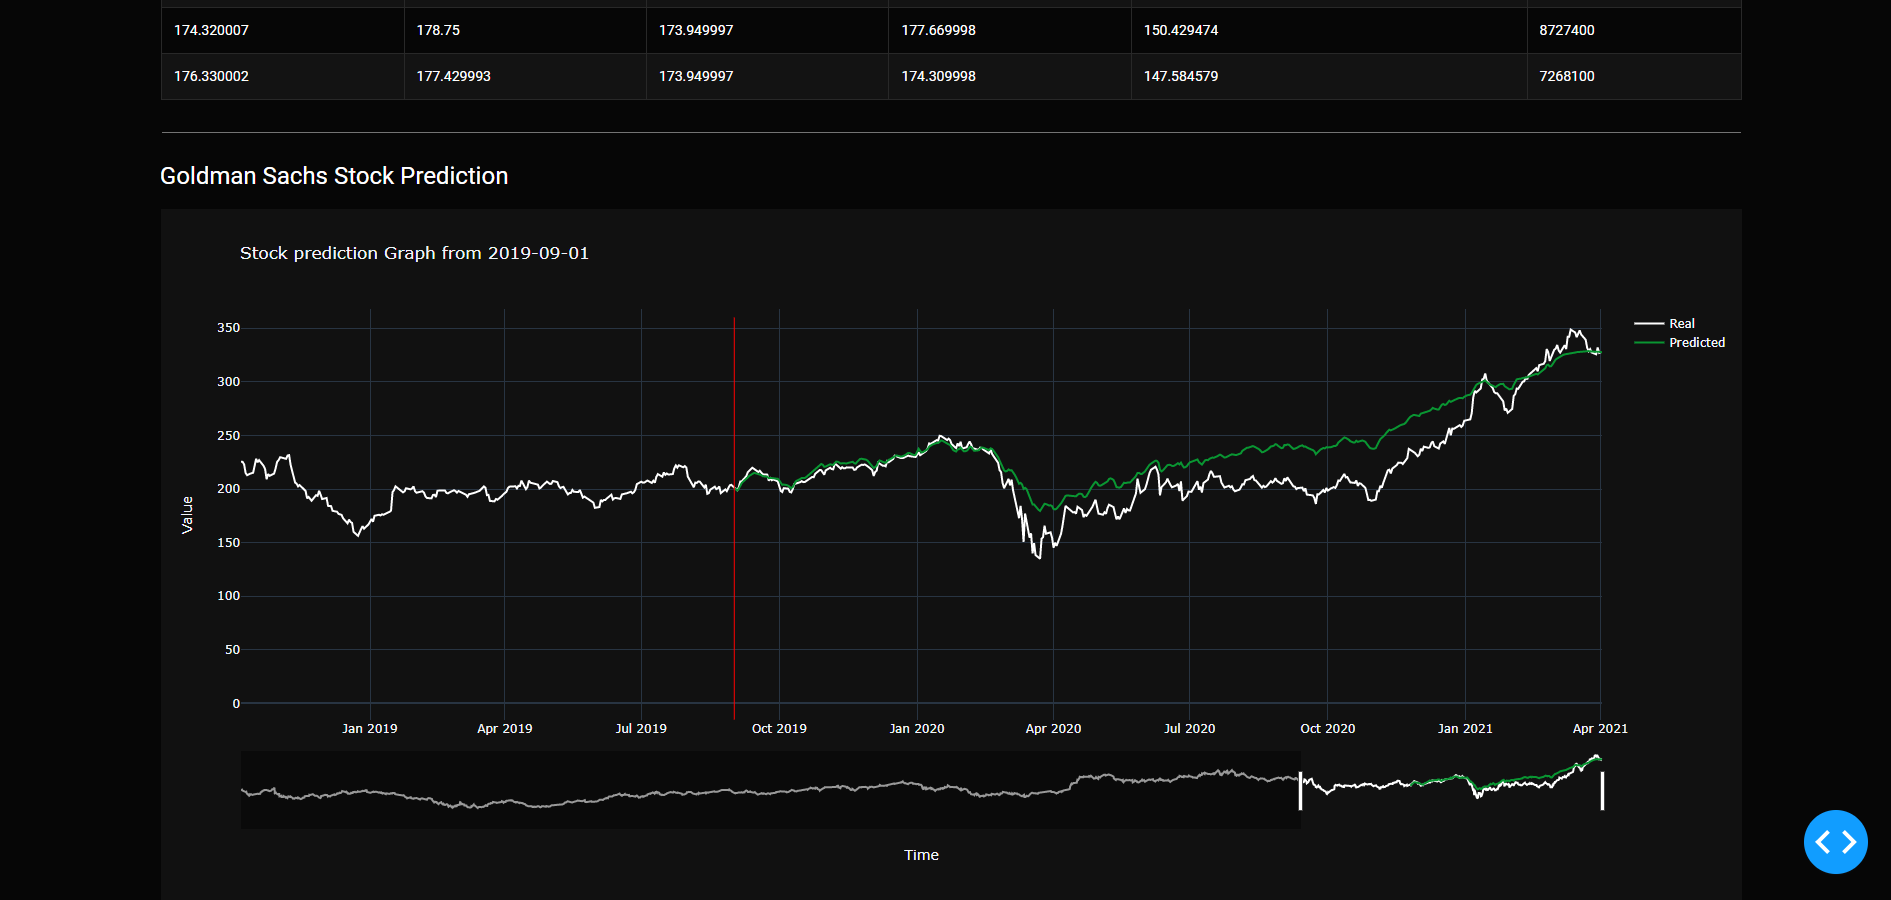 174.320007 178.75 173.949997 177.669998 150.429474 8727400
176.330002 177.429993 173.949997 174.309998 147.584579 7268100
Goldman Sachs Stock Prediction
Stock prediction Graph from 2019-09-01
350
300
250
200
150
100
50
0
Value
Jan 2019 Apr 2019 Jul 2019 Oct 2019 Jan 2020 Apr 2020 Jul 2020 Oct 2020 Jan 2021 Apr 2021
Real
Predicted
Time